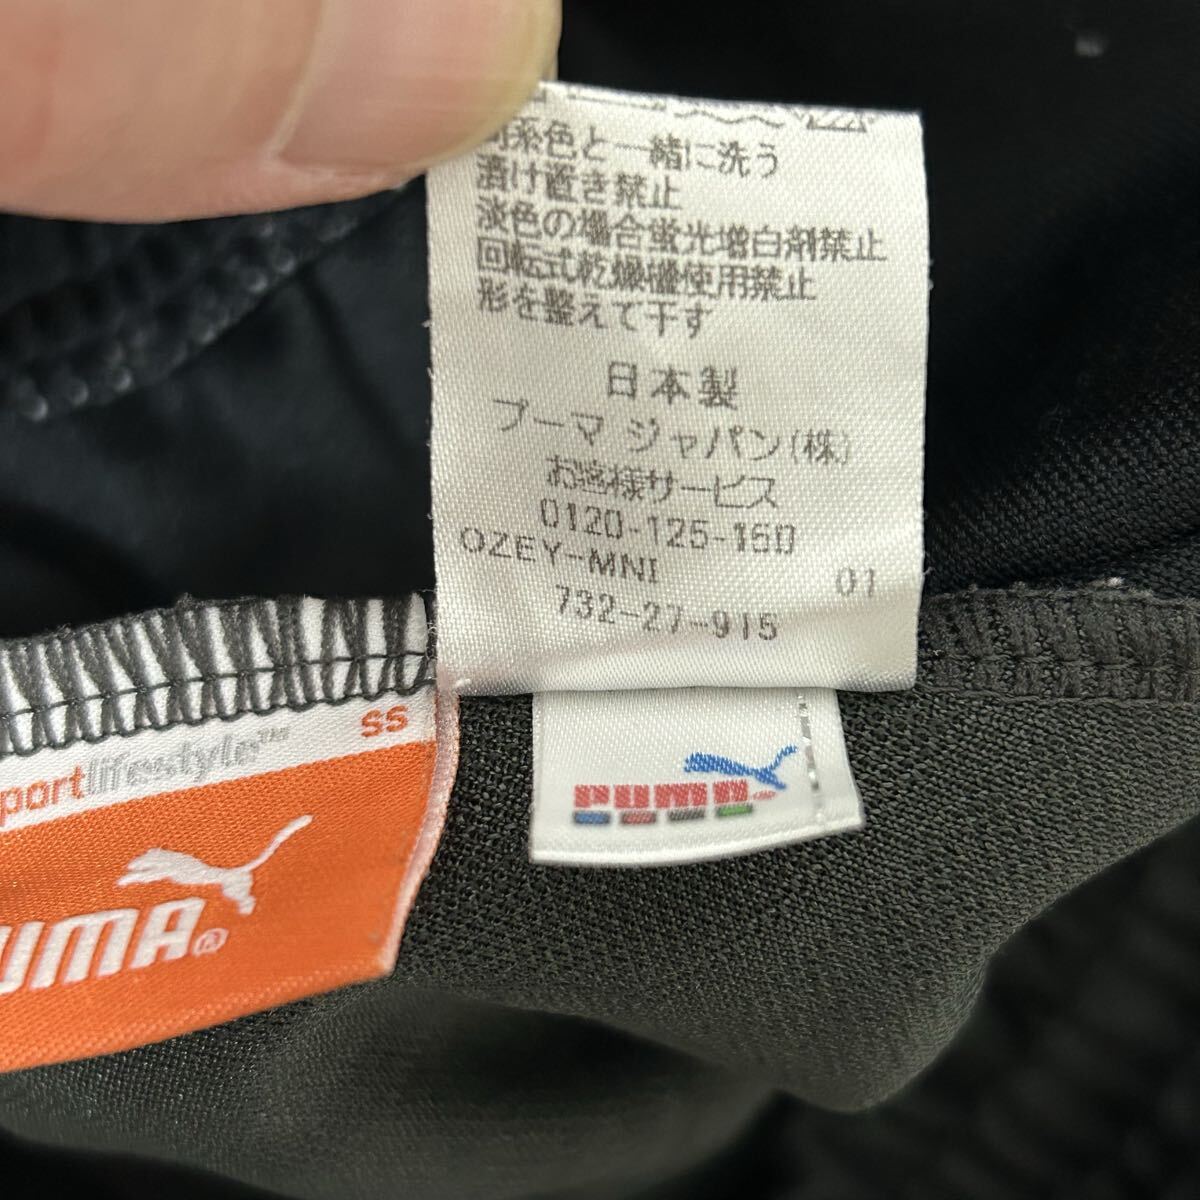 同系色と一緒に洗う
漬け置き禁止
淡色の場合蛍光増白剤禁止
回転式乾燥機使用禁止
形を整えて干す
日本製
プーマ ジャパン(株)
お客様サービス
0120-125-150
OZEY-MNI 01
732-27-915
portlifestyle™ SS
UMA®
PUMA